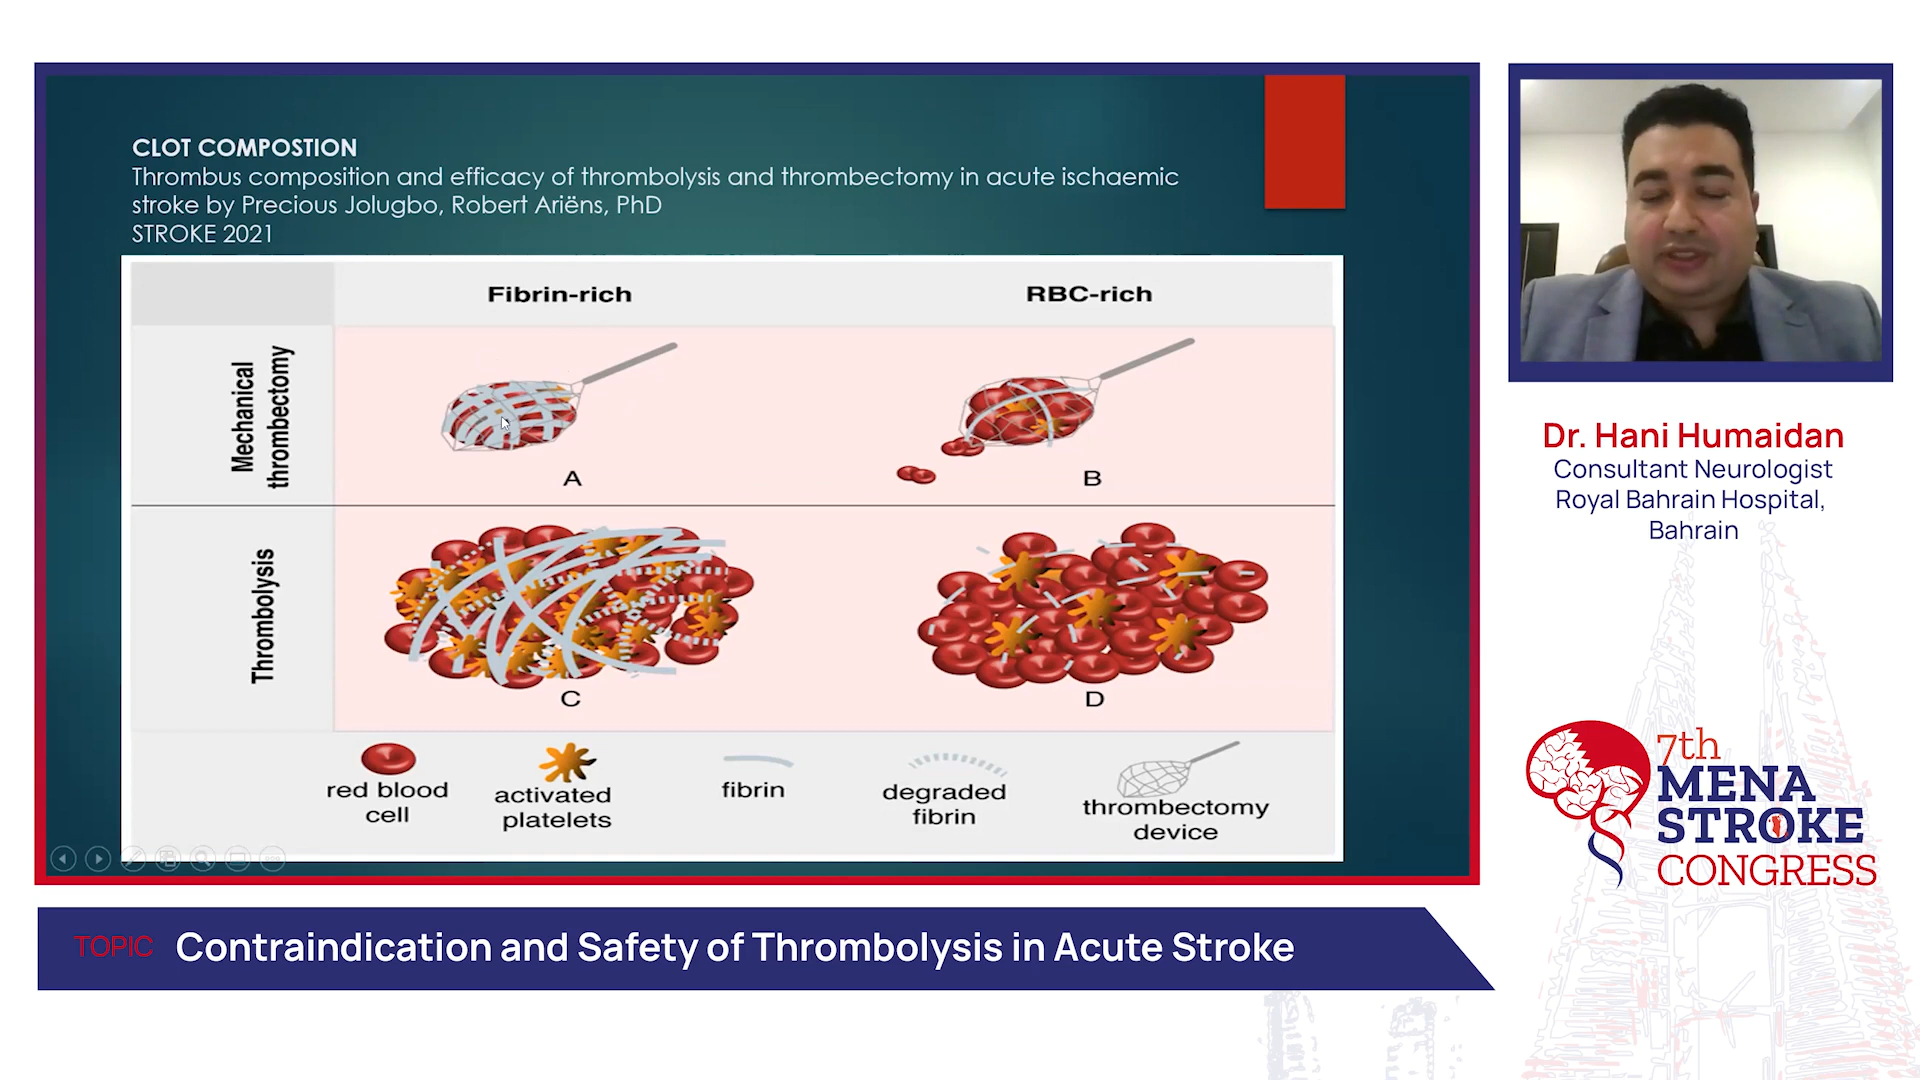 CLOT COMPOSTION
Thrombus composition and efficacy of thrombolysis and thrombectomy in acute ischaemic
stroke by Precious Jolugbo, Robert Ariëns, PhD
STROKE 2021
Fibrin-rich
RBC-rich
Mechanical
thrombectomy
A
B
Thrombolysis
C
D
red blood
cell
activated
platelets
fibrin
degraded
fibrin
thrombectomy
device
Dr. Hani Humaidan
Consultant Neurologist
Royal Bahrain Hospital,
Bahrain
7th
MENA
STROKE
CONGRESS
TOPIC Contraindication and Safety of Thrombolysis in Acute Stroke